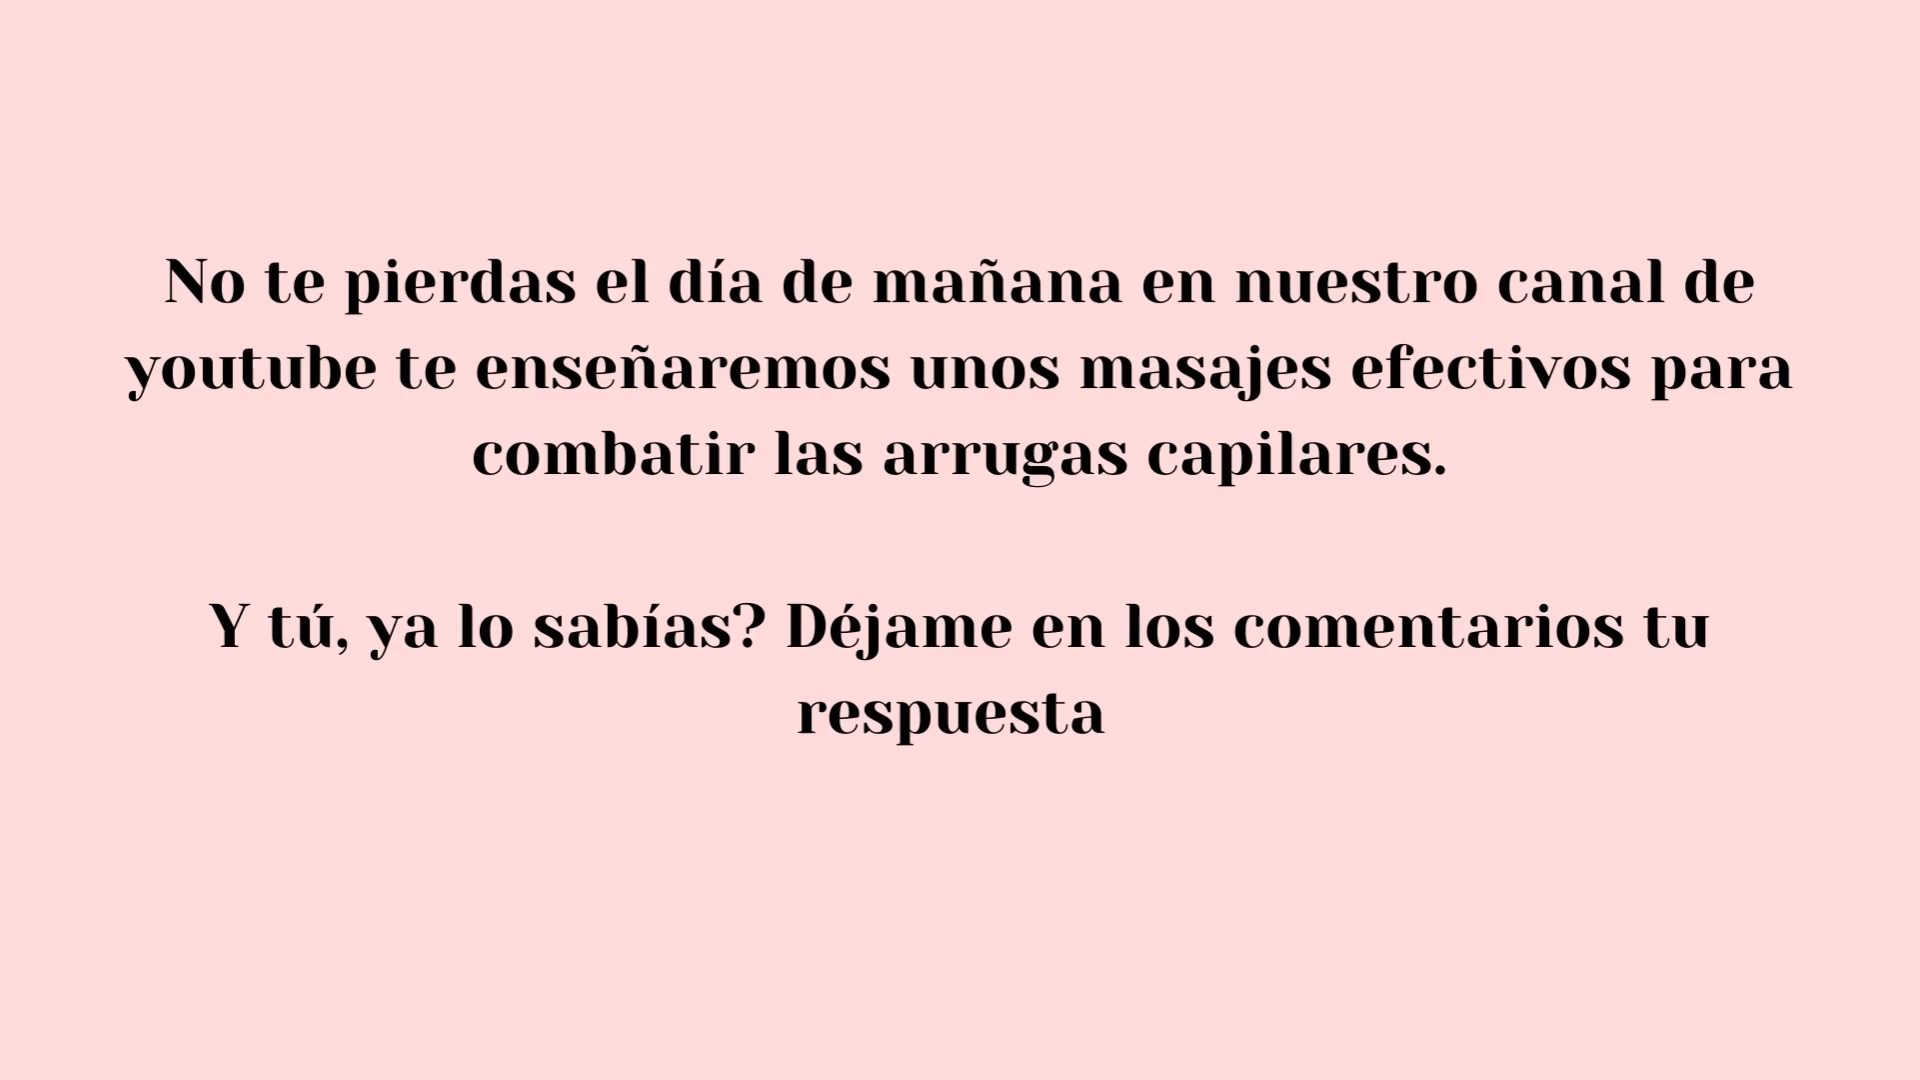 No te pierdas el día de mañana en nuestro canal de
youtube te enseñaremos unos masajes efectivos para
combatir las arrugas capilares.
Y tú, ya lo sabías? Déjame en los comentarios tu
respuesta